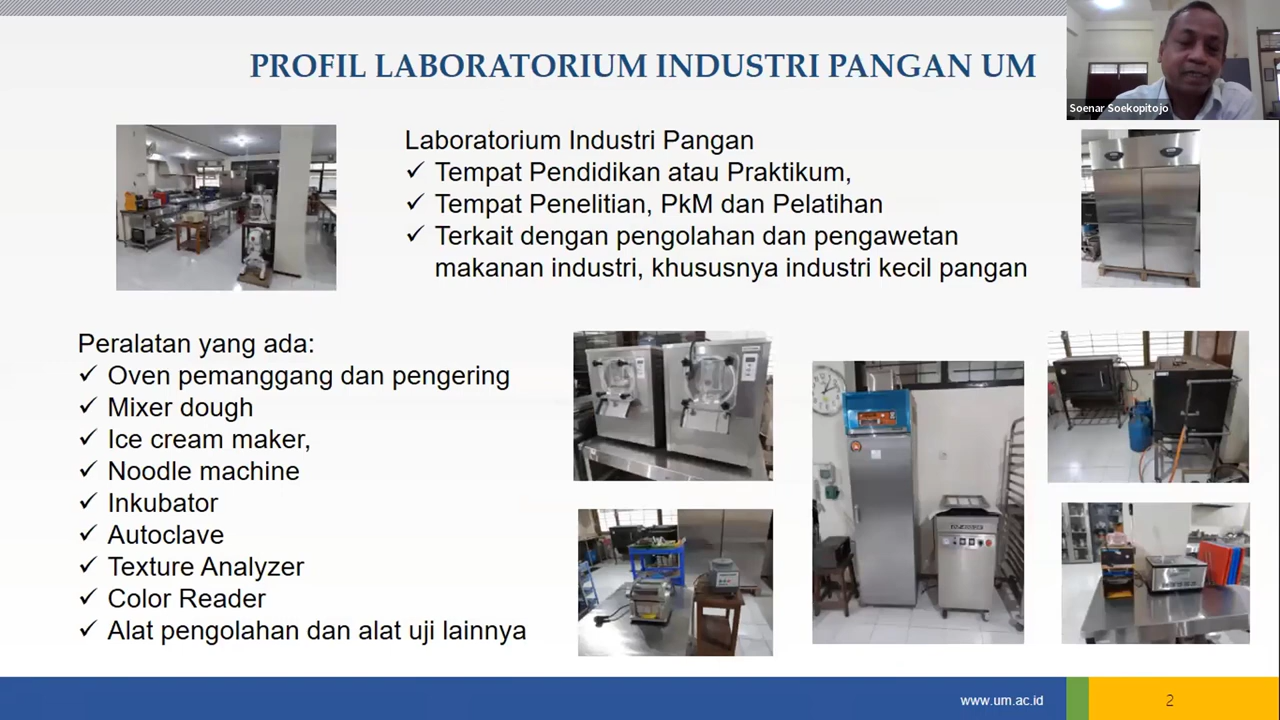 PROFIL LABORATORIUM INDUSTRI PANGAN UM
Soenar Soekopitojo
Laboratorium Industri Pangan
✓ Tempat Pendidikan atau Praktikum,
✓ Tempat Penelitian, PkM dan Pelatihan
✓ Terkait dengan pengolahan dan pengawetan
makanan industri, khususnya industri kecil pangan
Peralatan yang ada:
✓ Oven pemanggang dan pengering
✓ Mixer dough
✓ Ice cream maker,
✓ Noodle machine
✓ Inkubator
✓ Autoclave
✓ Texture Analyzer
✓ Color Reader
✓ Alat pengolahan dan alat uji lainnya
www.um.ac.id
2